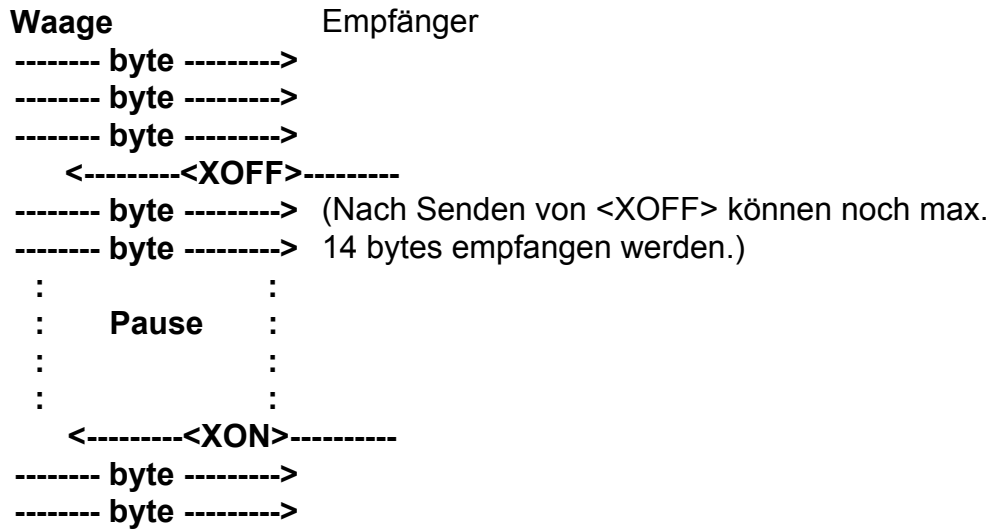 Waage Empfänger
-------- byte --------->
-------- byte --------->
-------- byte --------->
<---------<XOFF>---------
-------- byte ---------> (Nach Senden von <XOFF> können noch max.
-------- byte ---------> 14 bytes empfangen werden.)
: :
: Pause :
: :
: :
<---------<XON>----------
-------- byte --------->
-------- byte --------->